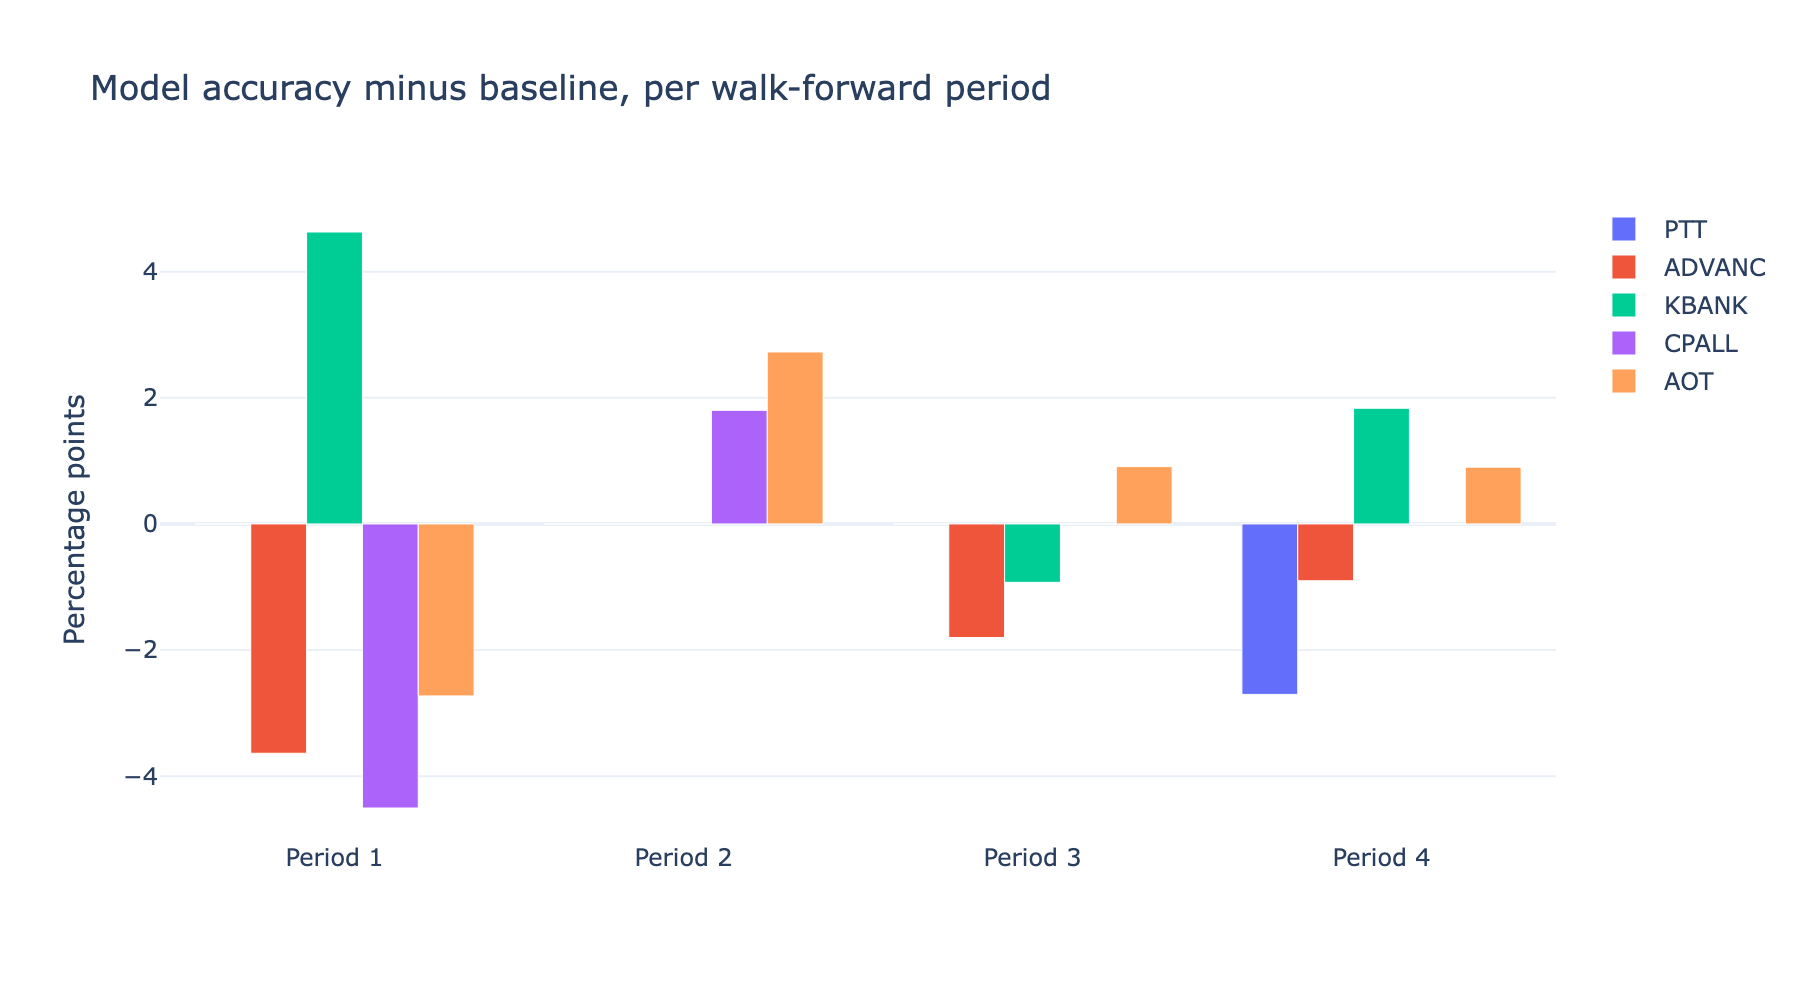 Model accuracy minus baseline, per walk-forward period
PTT
ADVANC
KBANK
CPALL
AOT
Percentage points
4
2
0
−2
−4
Period 1
Period 2
Period 3
Period 4